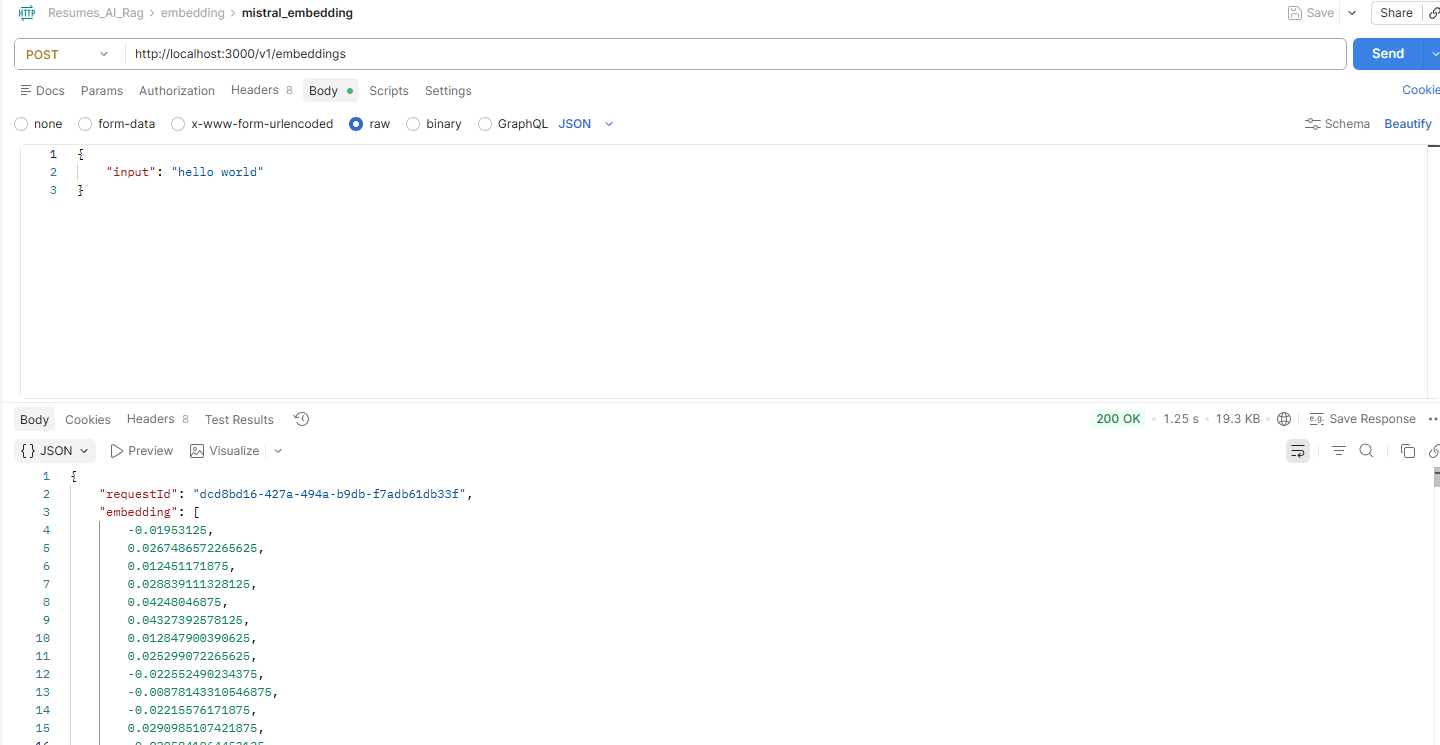 HTTP Resumes_AI_Rag > embedding > mistral_embedding Save Share
POST http://localhost:3000/v1/embeddings Send
Docs Params Authorization Headers 8 Body Scripts Settings Cookie
none form-data x-www-form-urlencoded raw binary GraphQL JSON Schema Beautify
1 {
2 "input": "hello world"
3 }
Body Cookies Headers 8 Test Results 200 OK • 1.25 s • 19.3 KB • e.g. Save Response
{} JSON Preview Visualize
1 {
2 "requestId": "dcd8bd16-427a-494a-b9db-f7adb61db33f",
3 "embedding": [
4 -0.01953125,
5 0.0267486572265625,
6 0.012451171875,
7 0.028839111328125,
8 0.04248046875,
9 0.04327392578125,
10 0.012847900390625,
11 0.025299072265625,
12 -0.022552490234375,
13 -0.00878143310546875,
14 -0.02215576171875,
15 0.0290985107421875,
16